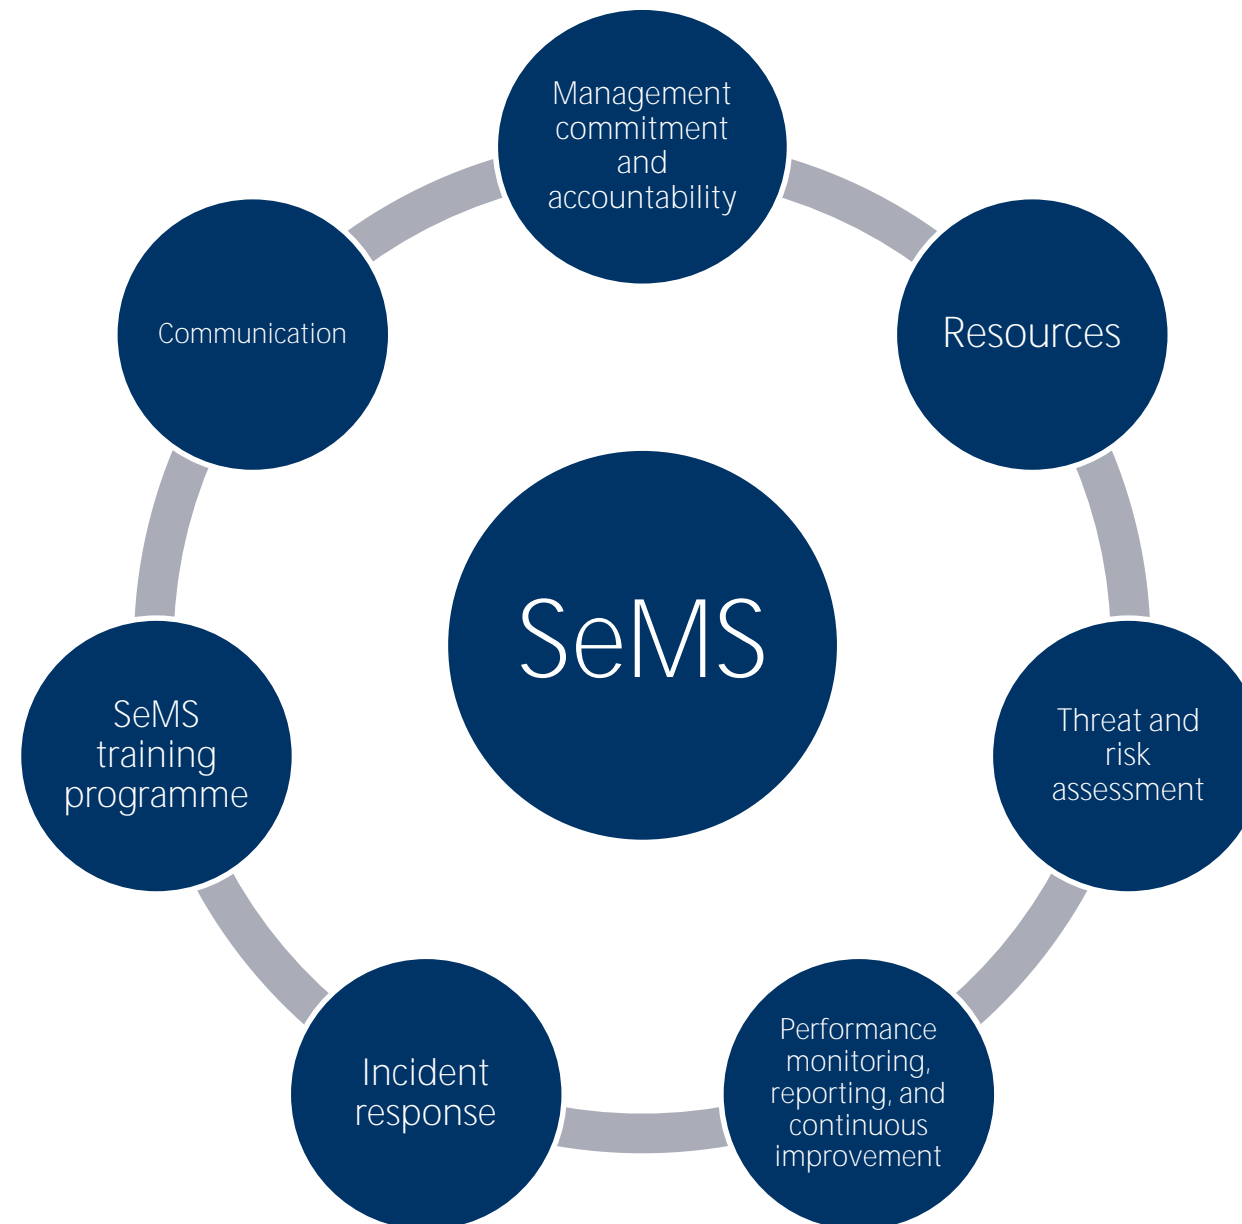 Management
commitment
and
accountability
Resources
Threat and
risk
assessment
Performance
monitoring,
reporting, and
continuous
improvement
Incident
response
SeMS
training
programme
Communication
SeMS